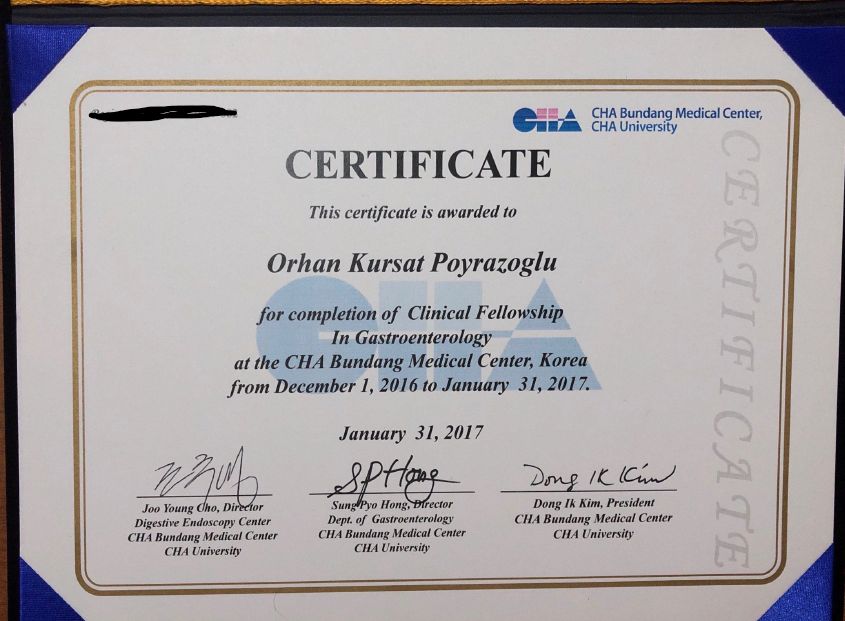 CHA
CHA Bundang Medical Center,
CHA University
CERTIFICATE
This certificate is awarded to
Orhan Kursat Poyrazoglu
for completion of Clinical Fellowship
In Gastroenterology
at the CHA Bundang Medical Center, Korea
from December 1, 2016 to January 31, 2017.
January 31, 2017
SP Hong
Dong IK Kim
Joo Young Cho, Director
Digestive Endoscopy Center
CHA Bundang Medical Center
CHA University
Sung Pyo Hong, Director
Dept. of Gastroenterology
CHA Bundang Medical Center
CHA University
Dong Ik Kim, President
CHA Bundang Medical Center
CHA University
CERTIFICATE
CHA